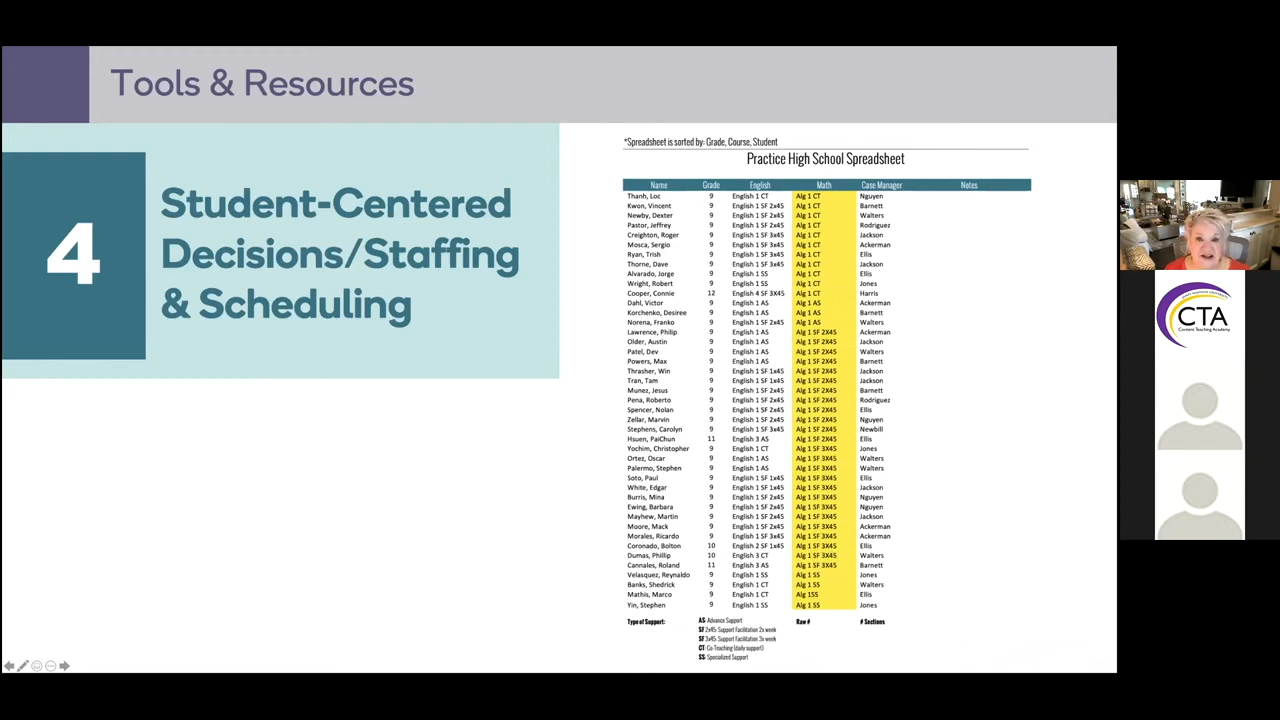 Tools & Resources
4
Student-Centered
Decisions/Staffing
& Scheduling
*Spreadsheet is sorted by: Grade, Course, Student
Practice High School Spreadsheet
Name Grade English Math Case Manager Notes
Thanh, Loc 9 English 1 CT Alg 1 CT Nguyen
Kwon, Vincent 9 English 1 SF 2x45 Alg 1 CT Barnett
Newby, Dexter 9 English 1 SF 2x45 Alg 1 CT Walters
Pastor, Jeffrey 9 English 1 SF 2x45 Alg 1 CT Rodriguez
Creighton, Roger 9 English 1 SF 3x45 Alg 1 CT Jackson
Mosca, Sergio 9 English 1 SF 3x45 Alg 1 CT Ackerman
Ryan, Trish 9 English 1 SF 3x45 Alg 1 CT Ellis
Thorne, Dave 9 English 1 SF 3x45 Alg 1 CT Jackson
Alvarado, Jorge 9 English 1 SS Alg 1 CT Ellis
Wright, Robert 9 English 1 SS Alg 1 CT Jones
Cooper, Connie 12 English 4 SF 3X45 Alg 1 CT Harris
Dahl, Victor 9 English 1 AS Alg 1 AS Ackerman
Korchenko, Desiree 9 English 1 AS Alg 1 AS Barnett
Norena, Franko 9 English 1 SF 2x45 Alg 1 AS Walters
Lawrence, Philip 9 English 1 AS Alg 1 SF 2X45 Ackerman
Older, Austin 9 English 1 AS Alg 1 SF 2X45 Jackson
Patel, Dev 9 English 1 AS Alg 1 SF 2X45 Walters
Powers, Max 9 English 1 AS Alg 1 SF 2X45 Barnett
Thrasher, Win 9 English 1 SF 1x45 Alg 1 SF 2X45 Jackson
Tran, Tam 9 English 1 SF 1x45 Alg 1 SF 2X45 Jackson
Munez, Jesus 9 English 1 SF 2x45 Alg 1 SF 2X45 Barnett
Pena, Roberto 9 English 1 SF 2x45 Alg 1 SF 2X45 Rodriguez
Spencer, Nolan 9 English 1 SF 2x45 Alg 1 SF 2X45 Ellis
Zellar, Marvin 9 English 1 SF 2x45 Alg 1 SF 2X45 Nguyen
Stephens, Carolyn 9 English 1 SF 3x45 Alg 1 SF 2X45 Newbill
Hsuen, PaiChun 11 English 3 AS Alg 1 SF 2X45 Ellis
Yochim, Christopher 9 English 1 CT Alg 1 SF 3X45 Jones
Ortez, Oscar 9 English 1 AS Alg 1 SF 3X45 Walters
Palermo, Stephen 9 English 1 AS Alg 1 SF 3X45 Walters
Soto, Paul 9 English 1 SF 1x45 Alg 1 SF 3X45 Ellis
White, Edgar 9 English 1 SF 1x45 Alg 1 SF 3X45 Jackson
Burris, Mina 9 English 1 SF 2x45 Alg 1 SF 3X45 Nguyen
Ewing, Barbara 9 English 1 SF 2x45 Alg 1 SF 3X45 Nguyen
Mayhew, Martin 9 English 1 SF 2x45 Alg 1 SF 3X45 Jackson
Moore, Mack 9 English 1 SF 2x45 Alg 1 SF 3X45 Ackerman
Morales, Ricardo 9 English 1 SF 3x45 Alg 1 SF 3X45 Ackerman
Coronado, Bolton 10 English 2 SF 1x45 Alg 1 SF 3X45 Ellis
Dumas, Phillip 10 English 3 CT Alg 1 SF 3X45 Walters
Cannales, Roland 11 English 3 AS Alg 1 SF 3X45 Barnett
Velasquez, Reynaldo 9 English 1 SS Alg 1 SS Jones
Banks, Shedrick 9 English 1 CT Alg 1 SS Walters
Mathis, Marco 9 English 1 CT Alg 1SS Ellis
Yin, Stephen 9 English 1 SS Alg 1 SS Jones
Type of Support: AS: Advance Support Raw # # Sections
SF 2x45: Support Facilitation 2x week
SF 3x45: Support Facilitation 3x week
CT: Co-Teaching (daily support)
SS: Specialized Support
CTA
Content Teaching Academy